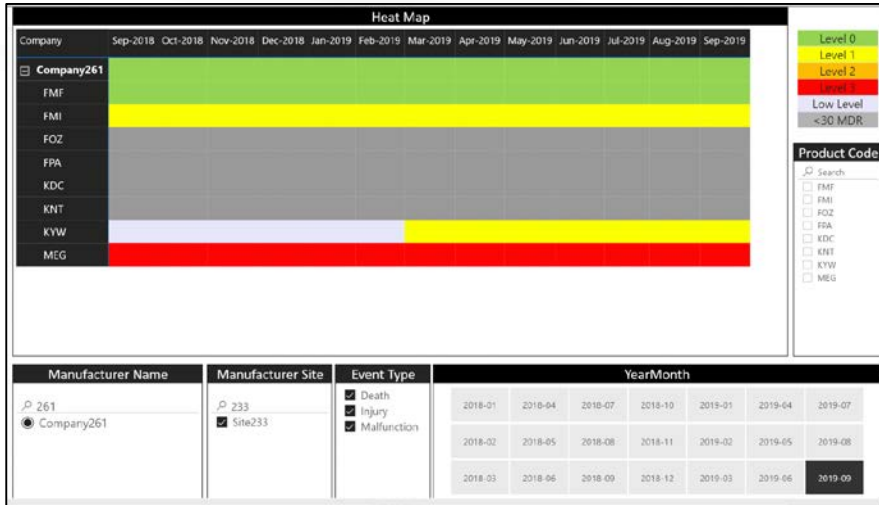 Heat Map
Company Sep-2018 Oct-2018 Nov-2018 Dec-2018 Jan-2019 Feb-2019 Mar-2019 Apr-2019 May-2019 Jun-2019 Jul-2019 Aug-2019 Sep-2019
Company261
FMF
FMI
FOZ
FPA
KDC
KNT
KYW
MEG
Level 0
Level 1
Level 2
Level 3
Low Level
<30 MDR
Product Code
Search
FMF
FMI
FOZ
FPA
KDC
KNT
KYW
MEG
Manufacturer Name
261
Company261
Manufacturer Site
233
Site233
Event Type
Death
Injury
Malfunction
YearMonth
2018-01 2018-04 2018-07 2018-10 2019-01 2019-04 2019-07
2018-02 2018-05 2018-08 2018-11 2019-02 2019-05 2019-08
2018-03 2018-06 2018-09 2018-12 2019-03 2019-06 2019-09